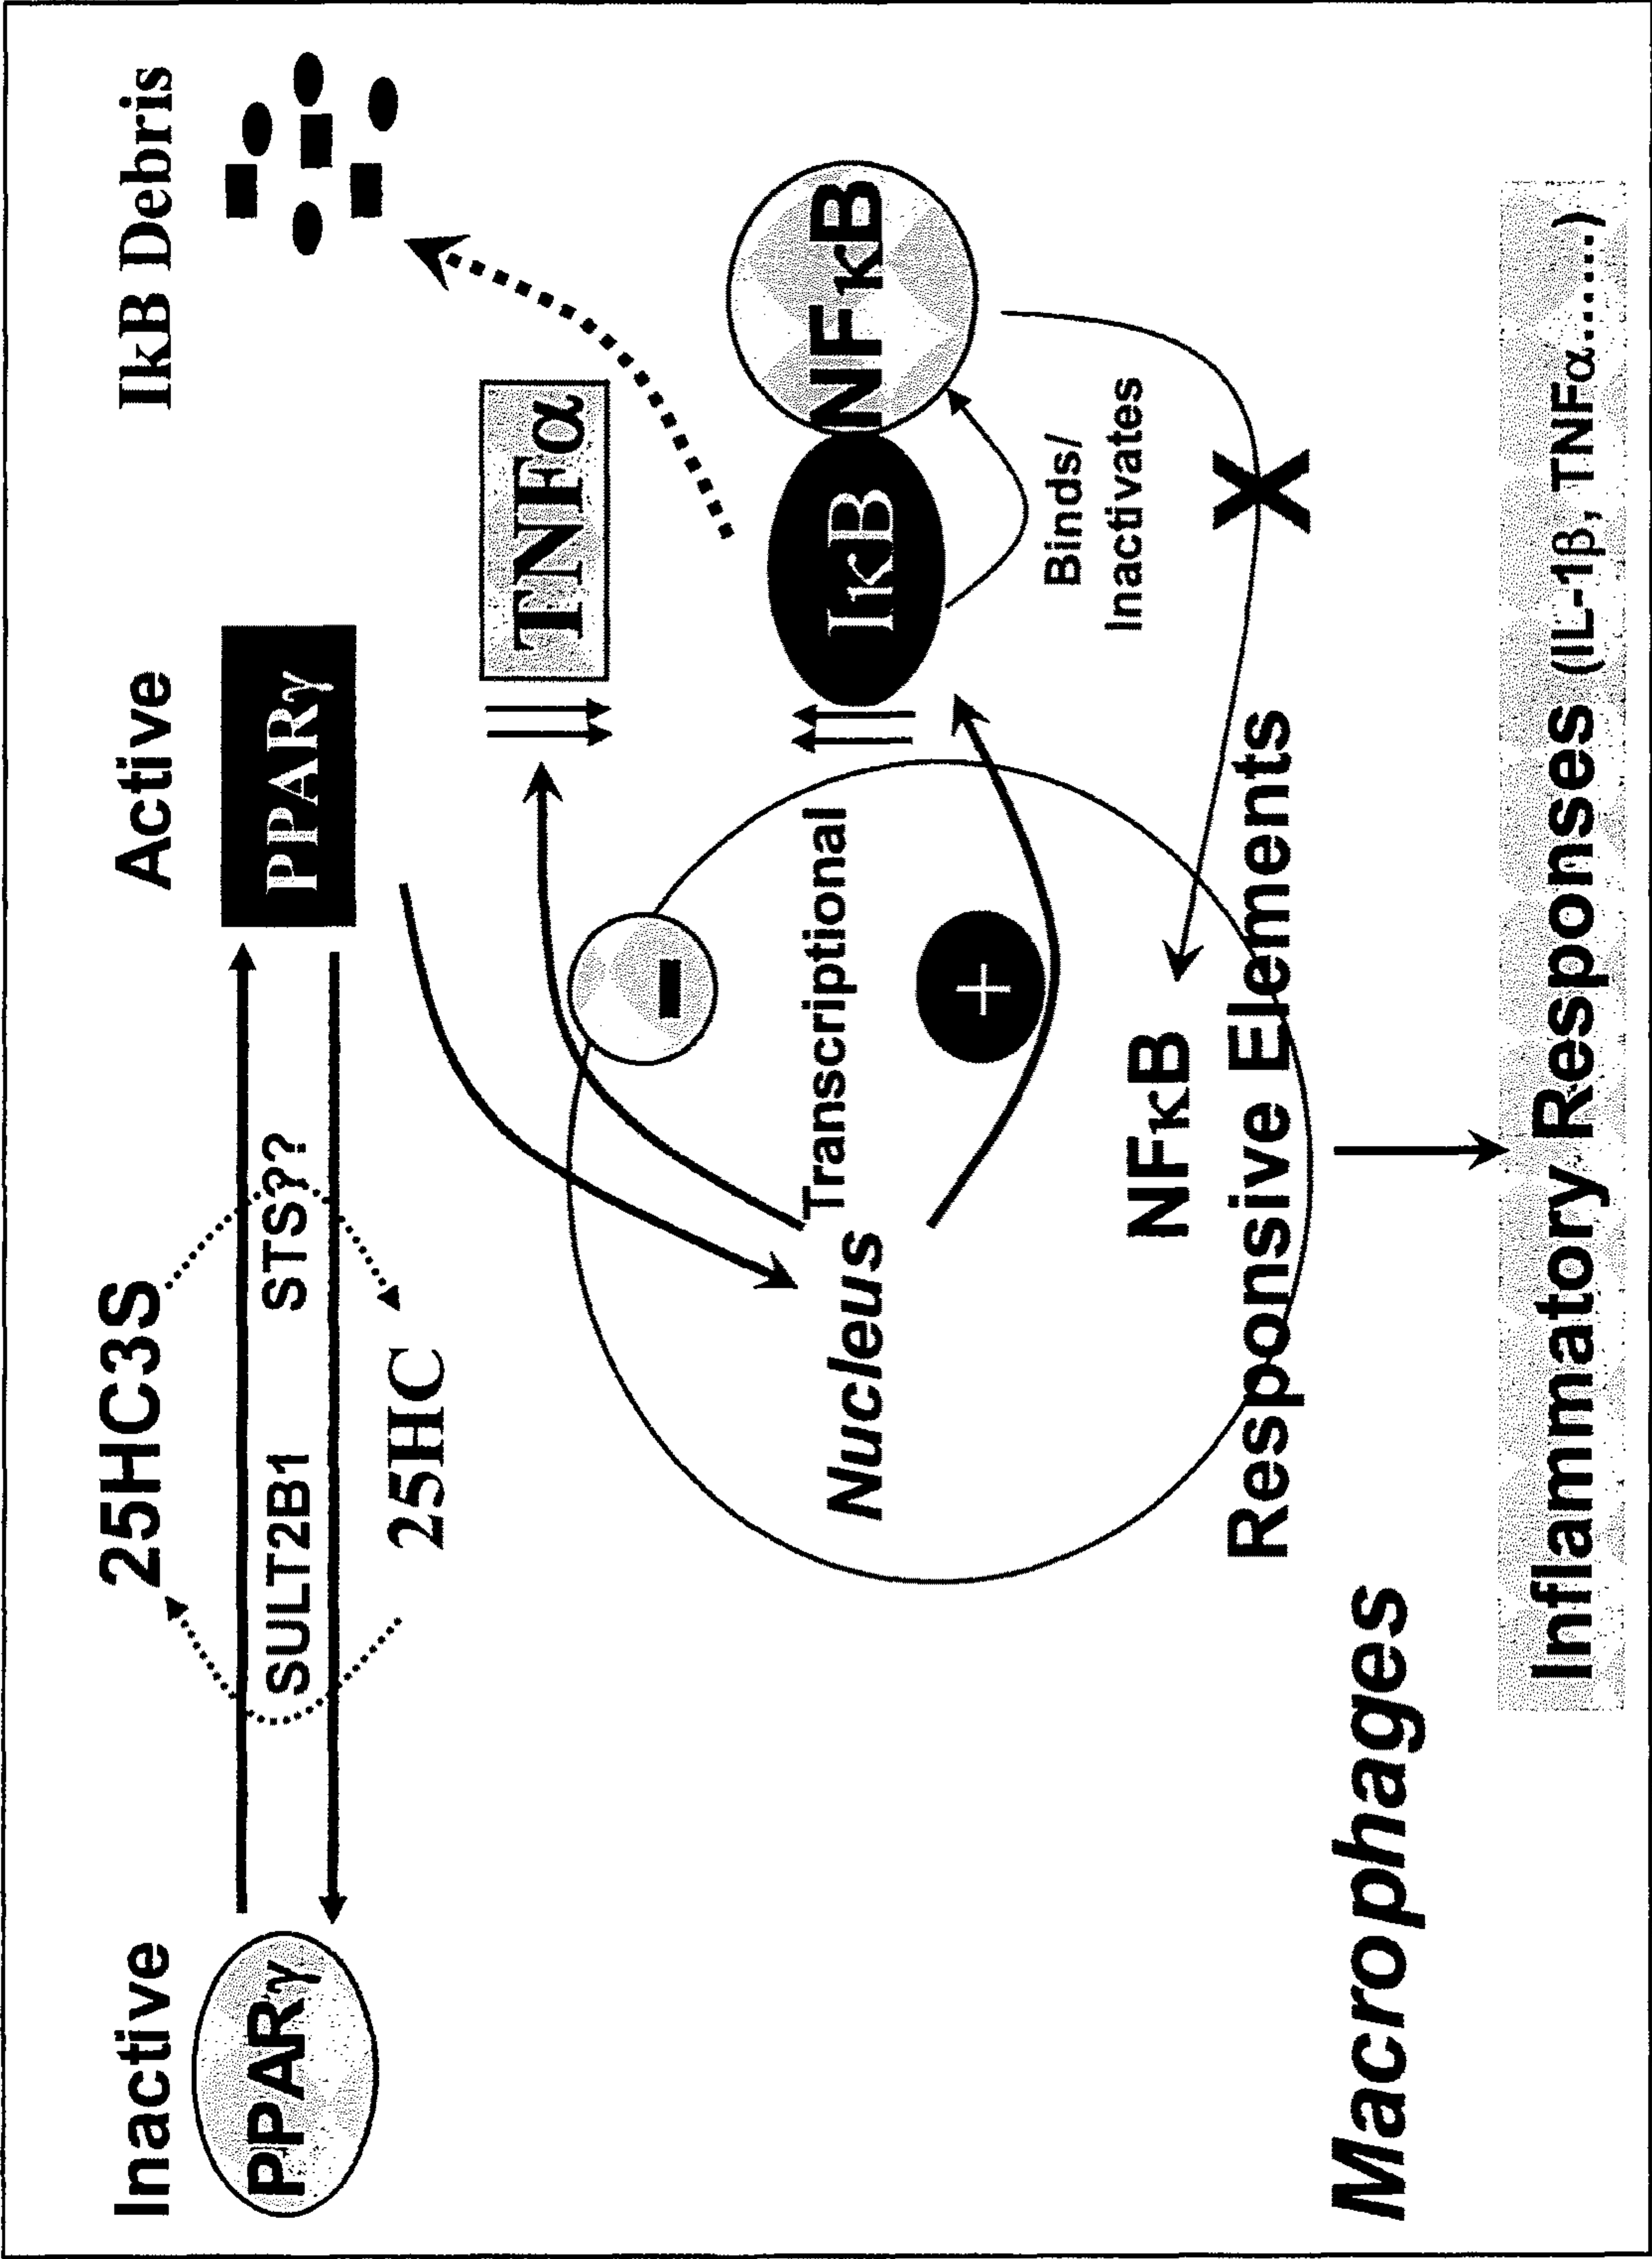 Inactive
25HC3S
Active
IκB Debris
PPARγ
SULT2B1
STS??
PPARγ
25HC
TNFα
−
Nucleus
Transcriptional
IκB
NFκB
+
Binds/
Inactivates
NFκB
Responsive Elements
X
Macrophages
Inflammatory Responses (IL-1β, TNFα......)